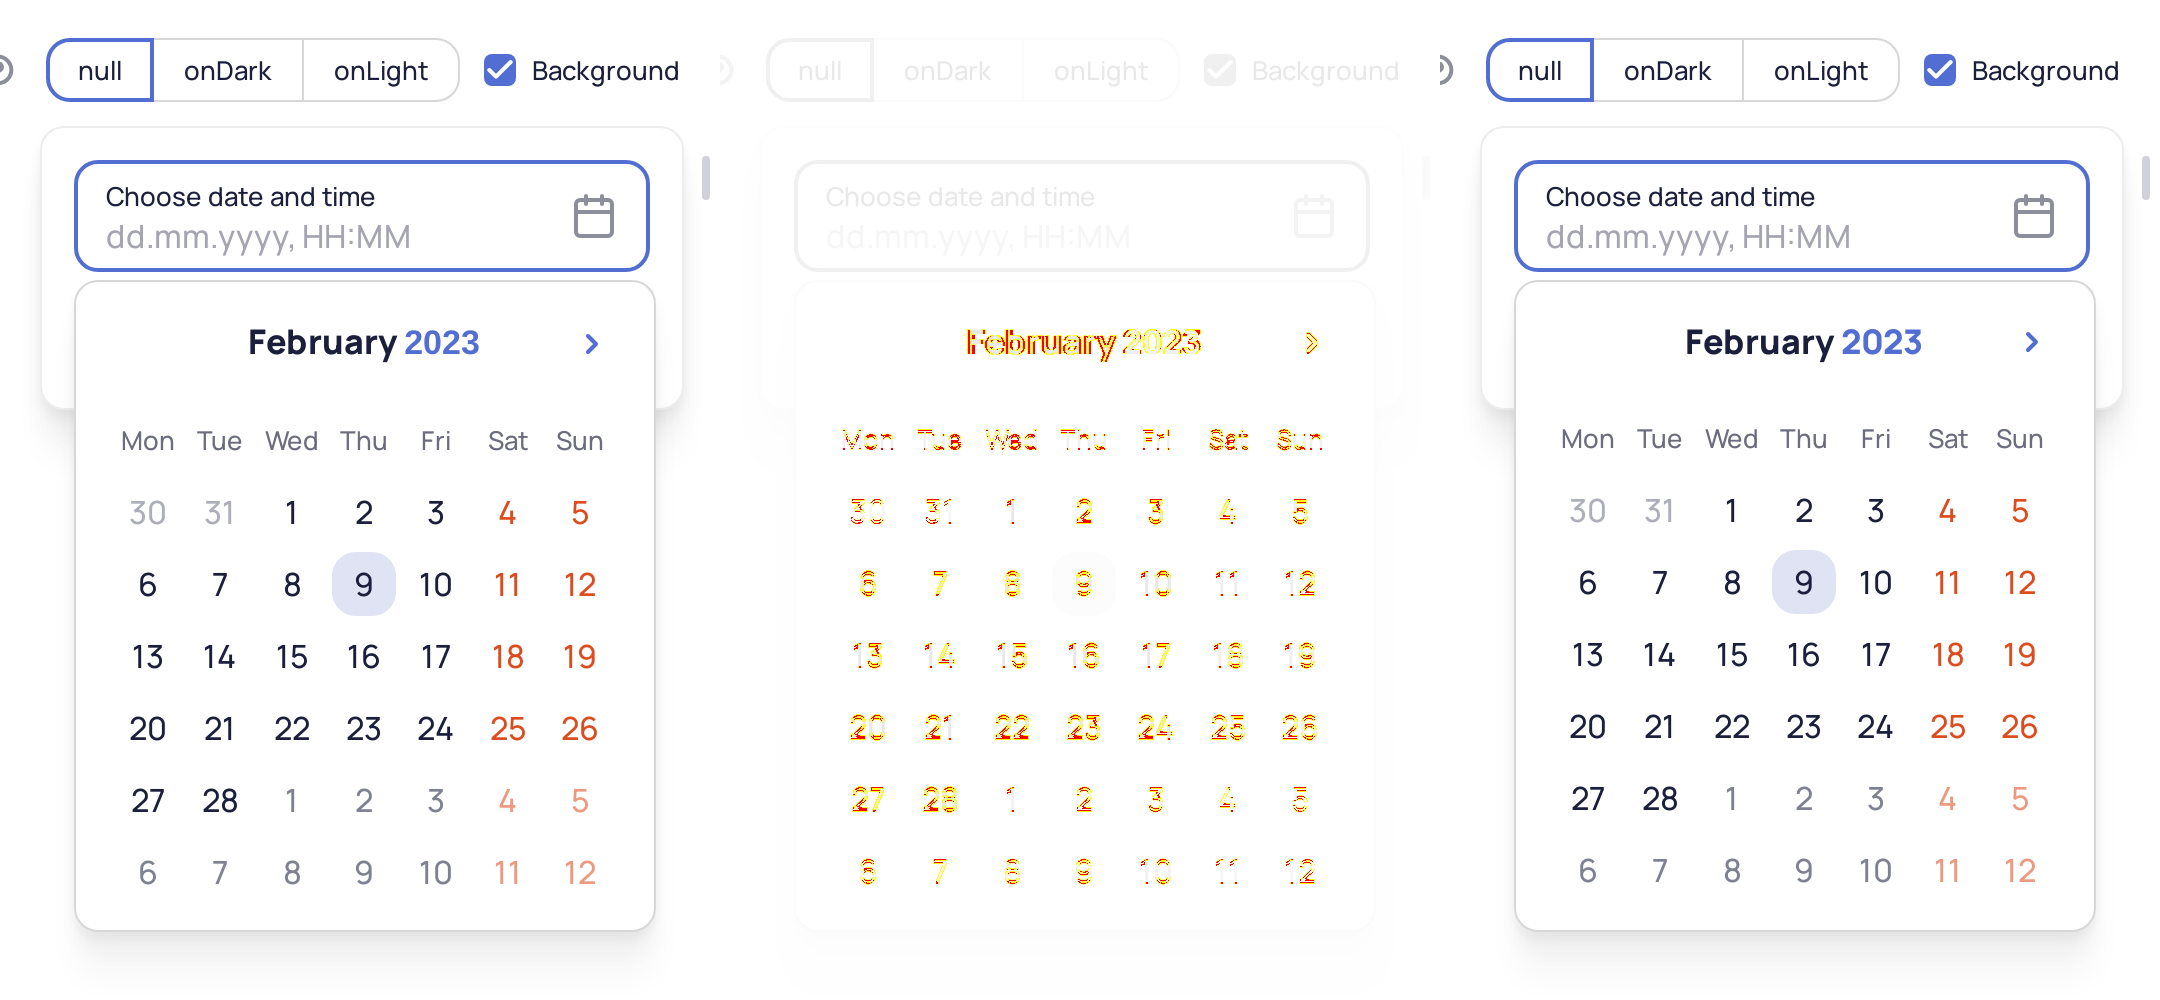 null onDark onLight Background
Choose date and time
dd.mm.yyyy, HH:MM
February 2023
Mon Tue Wed Thu Fri Sat Sun
30 31 1 2 3 4 5
6 7 8 9 10 11 12
13 14 15 16 17 18 19
20 21 22 23 24 25 26
27 28 1 2 3 4 5
6 7 8 9 10 11 12
null onDark onLight Background
Choose date and time
dd.mm.yyyy, HH:MM
February 2023
Mon Tue Wed Thu Fri Sat Sun
30 31 1 2 3 4 5
6 7 8 9 10 11 12
13 14 15 16 17 18 19
20 21 22 23 24 25 26
27 28 1 2 3 4 5
6 7 8 9 10 11 12
null onDark onLight Background
Choose date and time
dd.mm.yyyy, HH:MM
February 2023
Mon Tue Wed Thu Fri Sat Sun
30 31 1 2 3 4 5
6 7 8 9 10 11 12
13 14 15 16 17 18 19
20 21 22 23 24 25 26
27 28 1 2 3 4 5
6 7 8 9 10 11 12